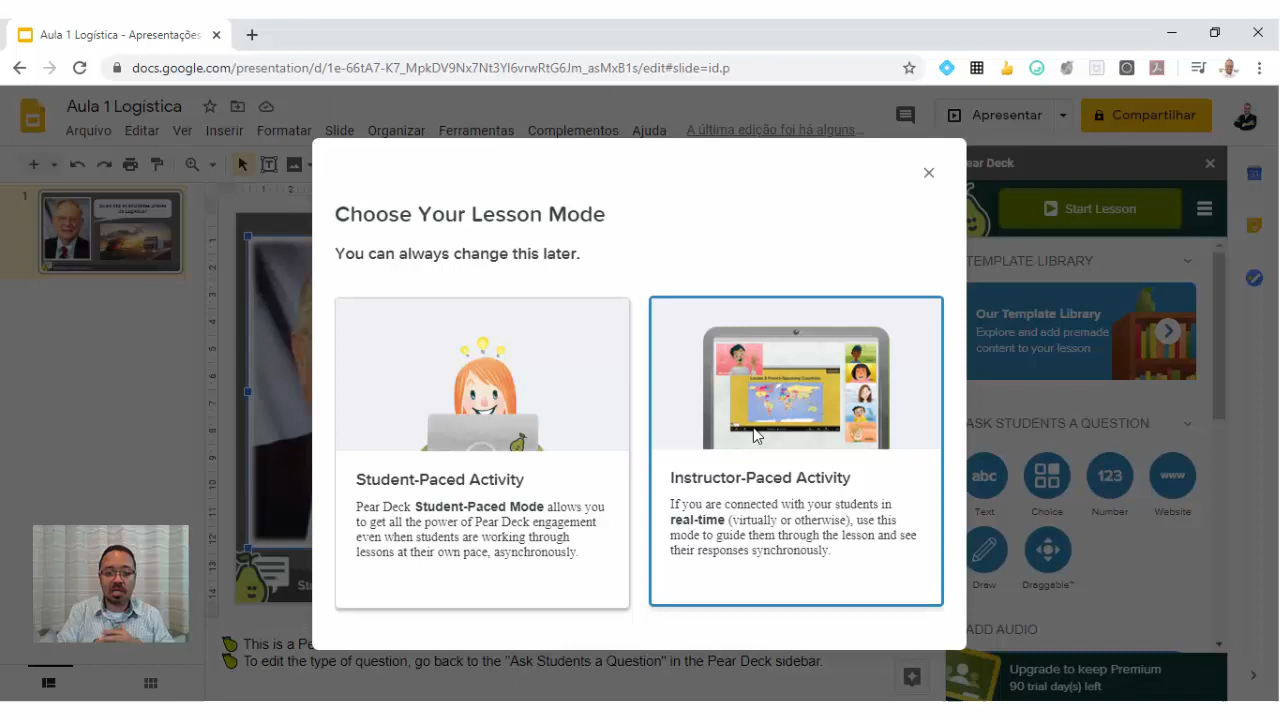 Aula 1 Logística - Apresentações
docs.google.com/presentation/d/1e-66tA7-K7_MpkDV9Nx7Nt3Yl6vrwRtG6Jm_asMxB1s/edit#slide=id.p
Aula 1 Logística
Arquivo Editar Ver Inserir Formatar Slide Organizar Ferramentas Complementos Ajuda A última edição foi há alguns...
Apresentar
Compartilhar
1
Choose Your Lesson Mode
You can always change this later.
Student-Paced Activity
Pear Deck Student-Paced Mode allows you
to get all the power of Pear Deck engagement
even when students are working through
lessons at their own pace, asynchronously.
Instructor-Paced Activity
If you are connected with your students in
real-time (virtually or otherwise), use this
mode to guide them through the lesson and see
their responses synchronously.
ear Deck
Start Lesson
TEMPLATE LIBRARY
Our Template Library
Explore and add premade
content to your lesson
ASK STUDENTS A QUESTION
abc 123 www
Text Choice Number Website
Draw Draggable™
ADD AUDIO
Upgrade to keep Premium
90 trial day(s) left
This is a Pe
To edit the type of question, go back to the "Ask Students a Question" in the Pear Deck sidebar.